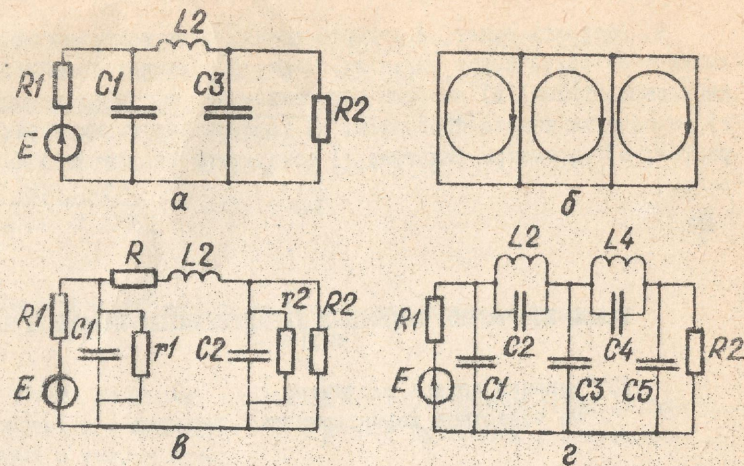 L2
R1 C1 C3 R2
E
а
б
R L2 r2 R2
R1 C1 r1 C2
E
в
L2 L4
R1 C2 C4 R2
E C1 C3 C5
г